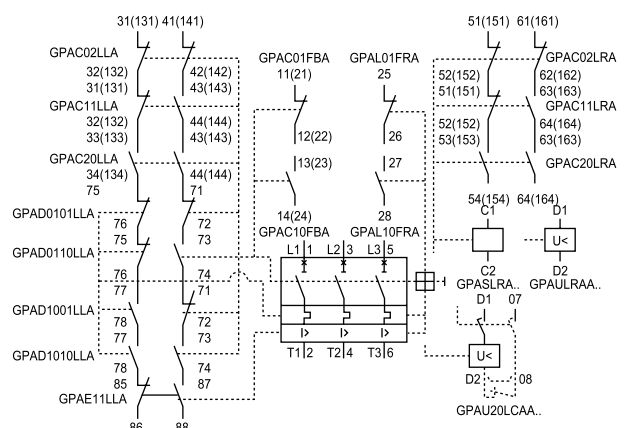 31(131) 41(141)
51(151) 61(161)
GPAC02LLA
GPAC01FBA GPAL01FRA
GPAC02LRA
32(132) 42(142)
11(21) 25
52(152) 62(162)
31(131) 43(143)
51(151) 63(163)
GPAC11LLA
GPAC11LRA
32(132) 44(144)
52(152) 64(164)
33(133) 43(143)
12(22) 26
53(153) 63(163)
GPAC20LLA
13(23) 27
GPAC20LRA
34(134) 44(144)
75 71
54(154) 64(164)
GPAD0101LLA
14(24) 28
C1 D1
76 72
GPAC10FBA GPAL10FRA
75 73
U<
GPAD0110LLA
L1 1 L2 3 L3 5
C2 D2
76 74
GPASLRA.. GPAULRAA..
77 71
D1 07
GPAD1001LLA
78 72
I> I> I>
77 73
U<
GPAD1010LLA
T1 2 T2 4 T3 6
78 74
D2 08
85 87
GPAE11LLA
GPAU20LCAA..
86 88